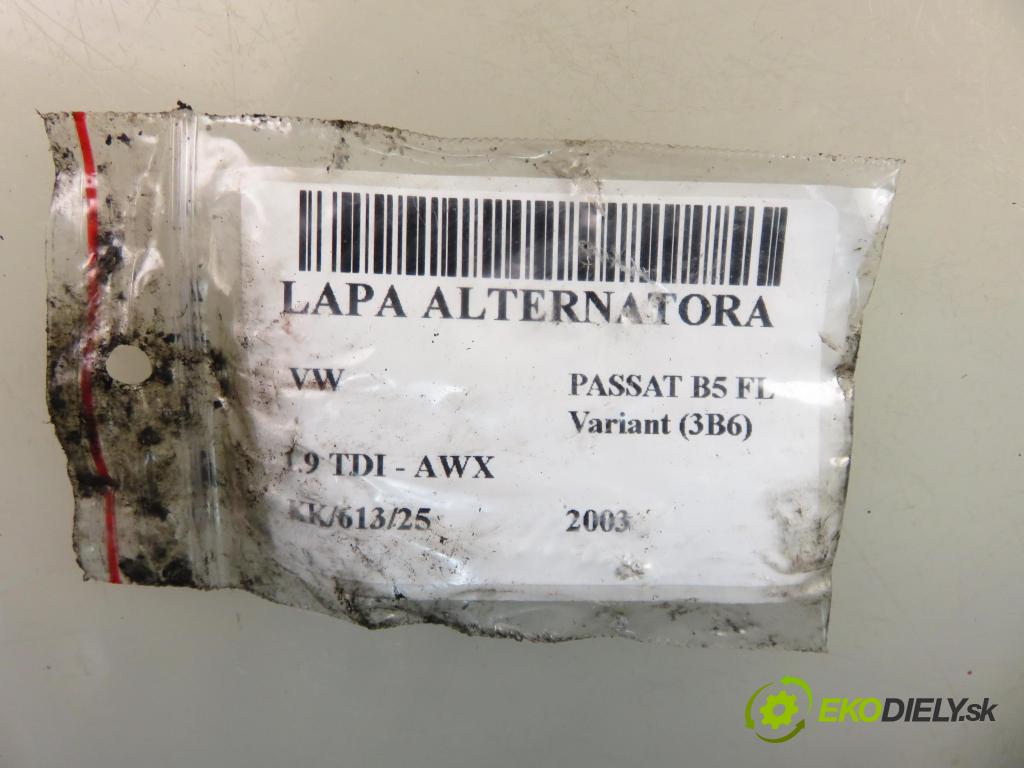 LAPA ALTERNATORA
VW
PASSAT B5 FL
Variant (3B6)
1.9 TDI - AWX
KK/613/25
2003
EKODIELY.sk